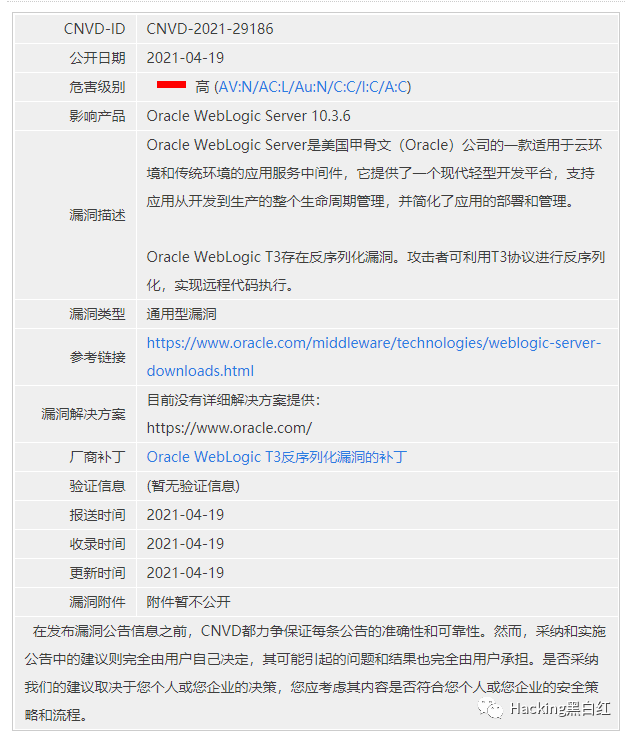 CNVD-ID CNVD-2021-29186
公开日期 2021-04-19
危害级别 高 (AV:N/AC:L/Au:N/C:C/I:C/A:C)
影响产品 Oracle WebLogic Server 10.3.6
Oracle WebLogic Server是美国甲骨文（Oracle）公司的一款适用于云环
境和传统环境的应用服务中间件，它提供了一个现代轻型开发平台，支持
应用从开发到生产的整个生命周期管理，并简化了应用的部署和管理。
漏洞描述
Oracle WebLogic T3存在反序列化漏洞。攻击者可利用T3协议进行反序列
化，实现远程代码执行。
漏洞类型 通用型漏洞
参考链接 https://www.oracle.com/middleware/technologies/weblogic-server-
downloads.html
漏洞解决方案 目前没有详细解决方案提供：
https://www.oracle.com/
厂商补丁 Oracle WebLogic T3反序列化漏洞的补丁
验证信息 (暂无验证信息)
报送时间 2021-04-19
收录时间 2021-04-19
更新时间 2021-04-19
漏洞附件 附件暂不公开
在发布漏洞公告信息之前，CNVD都力争保证每条公告的准确性和可靠性。然而，采纳和实施
公告中的建议则完全由用户自己决定，其可能引起的问题和结果也完全由用户承担。是否采纳
我们的建议取决于您个人或您企业的决策，您应考虑其内容是否符合您个人或您企业的安全策
略和流程。
Hacking黑白红